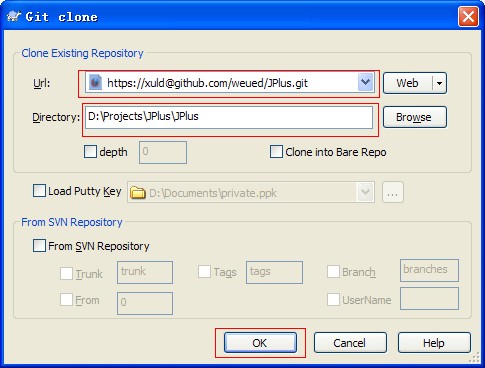 Git clone
Clone Existing Repository
Url: https://xuld@github.com/weued/JPlus.git Web
Directory: D:\Projects\JPlus\JPlus Browse
depth 0 Clone into Bare Repo
Load Putty Key D:\Documents\private.ppk ...
From SVN Repository
From SVN Repository
Trunk trunk Tags tags Branch branches
From 0 UserName
OK Cancel Help